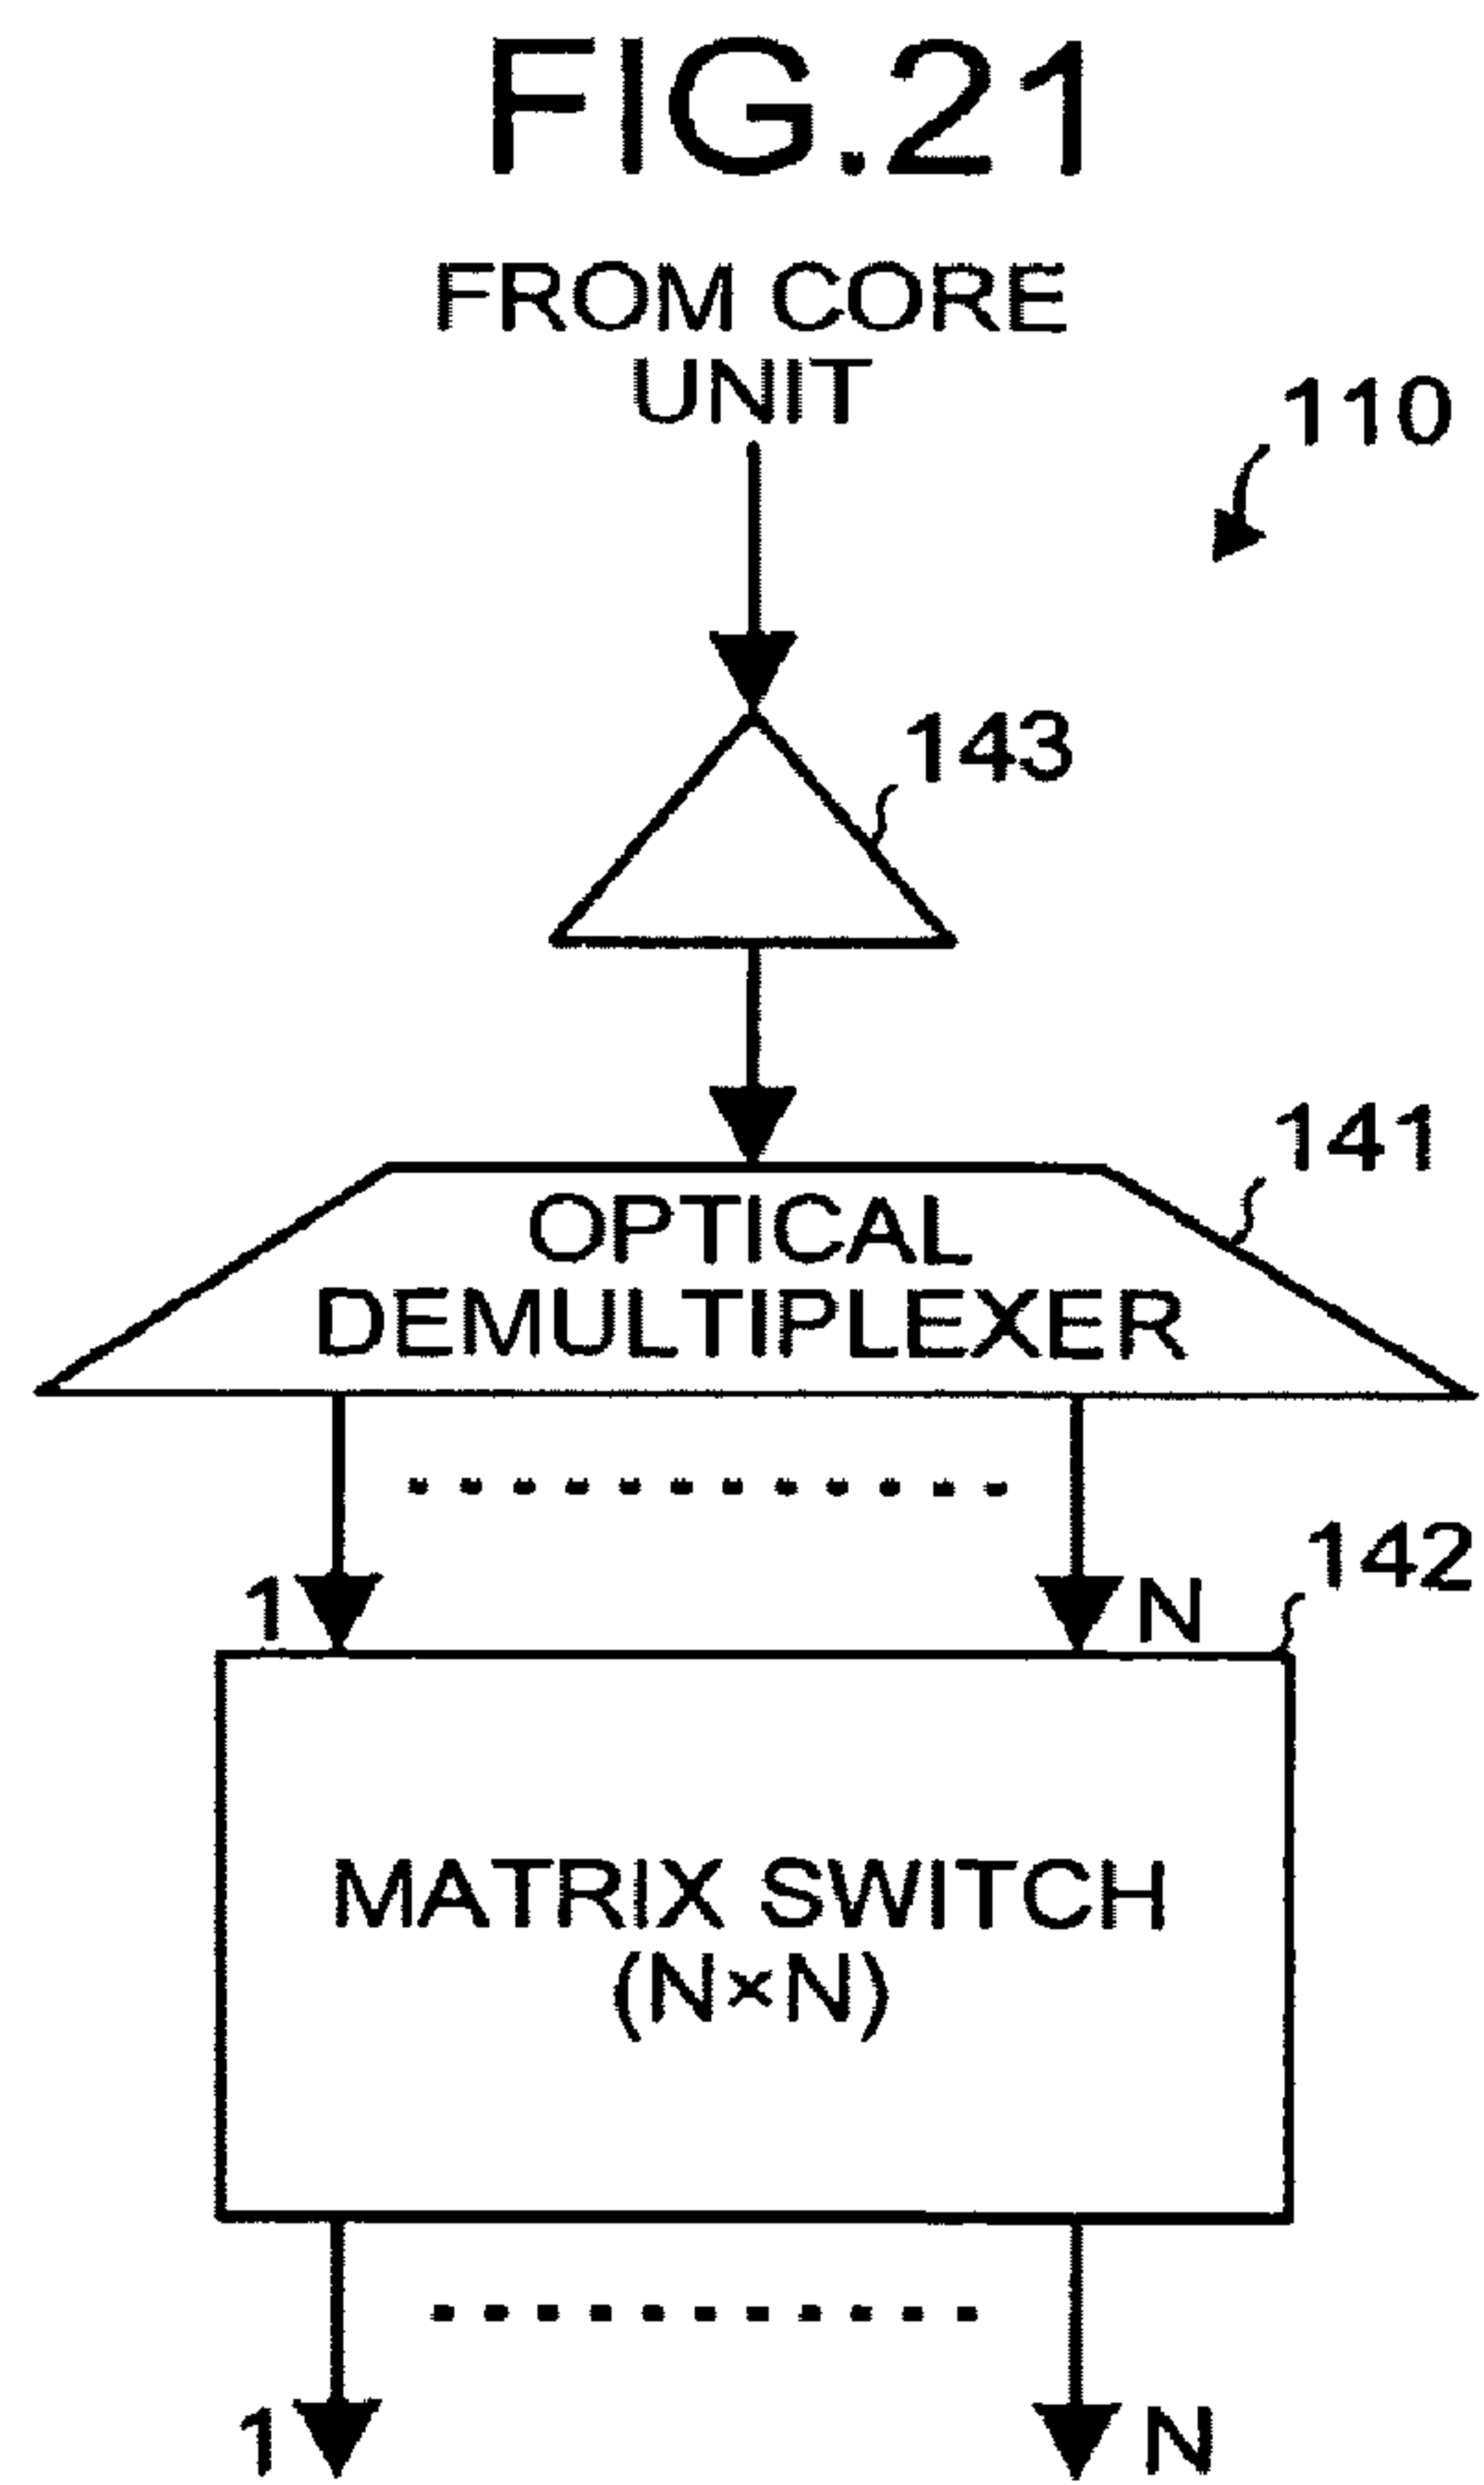 FIG.21
FROM CORE
UNIT
110
143
141
OPTICAL
DEMULTIPLEXER
142
1
N
MATRIX SWITCH
(N×N)
1
N